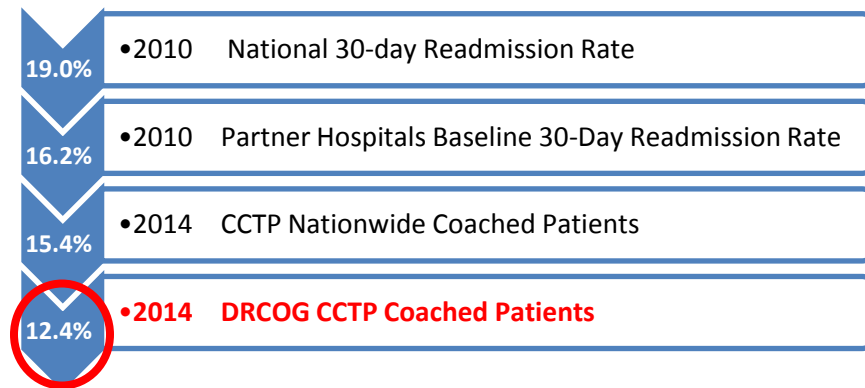 19.0% •2010 National 30-day Readmission Rate
16.2% •2010 Partner Hospitals Baseline 30-Day Readmission Rate
15.4% •2014 CCTP Nationwide Coached Patients
12.4% •2014 DRCOG CCTP Coached Patients